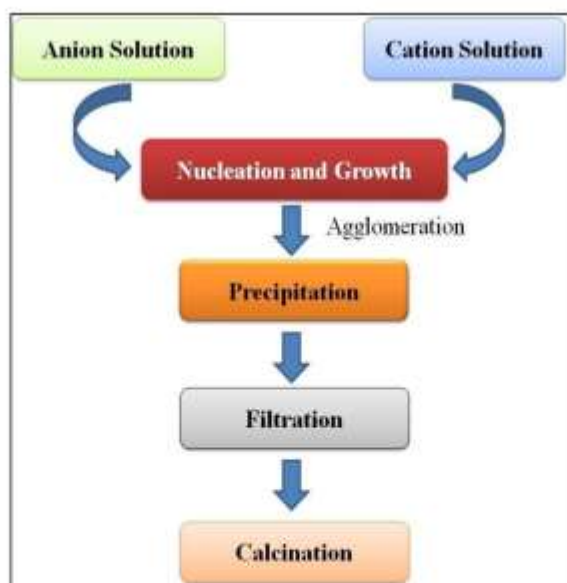 Anion Solution
Cation Solution
Nucleation and Growth
Agglomeration
Precipitation
Filtration
Calcination